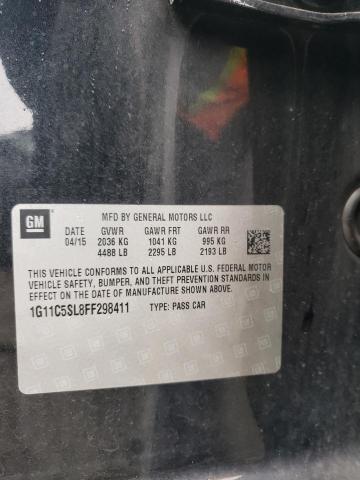 GM
MFD BY GENERAL MOTORS LLC
DATE GVWR GAWR FRT GAWR RR
04/15 2036 KG 1041 KG 995 KG
4488 LB 2295 LB 2193 LB
THIS VEHICLE CONFORMS TO ALL APPLICABLE U.S. FEDERAL MOTOR
VEHICLE SAFETY, BUMPER, AND THEFT PREVENTION STANDARDS IN
EFFECT ON THE DATE OF MANUFACTURE SHOWN ABOVE.
1G11C5SL8FF298411 TYPE: PASS CAR